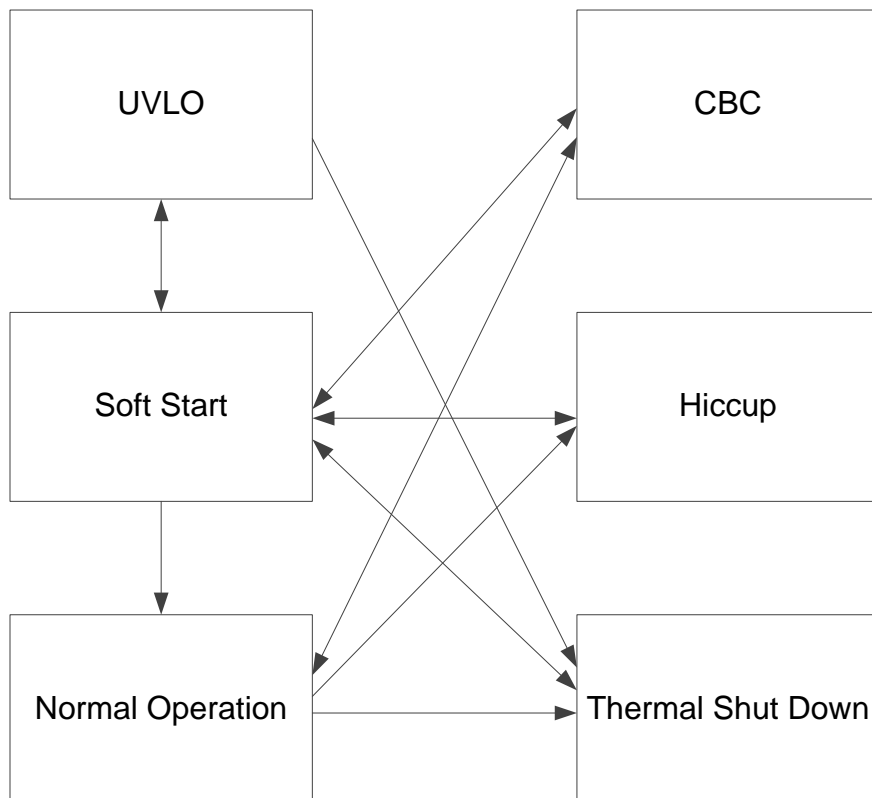 UVLO
CBC
Soft Start
Hiccup
Normal Operation
Thermal Shut Down